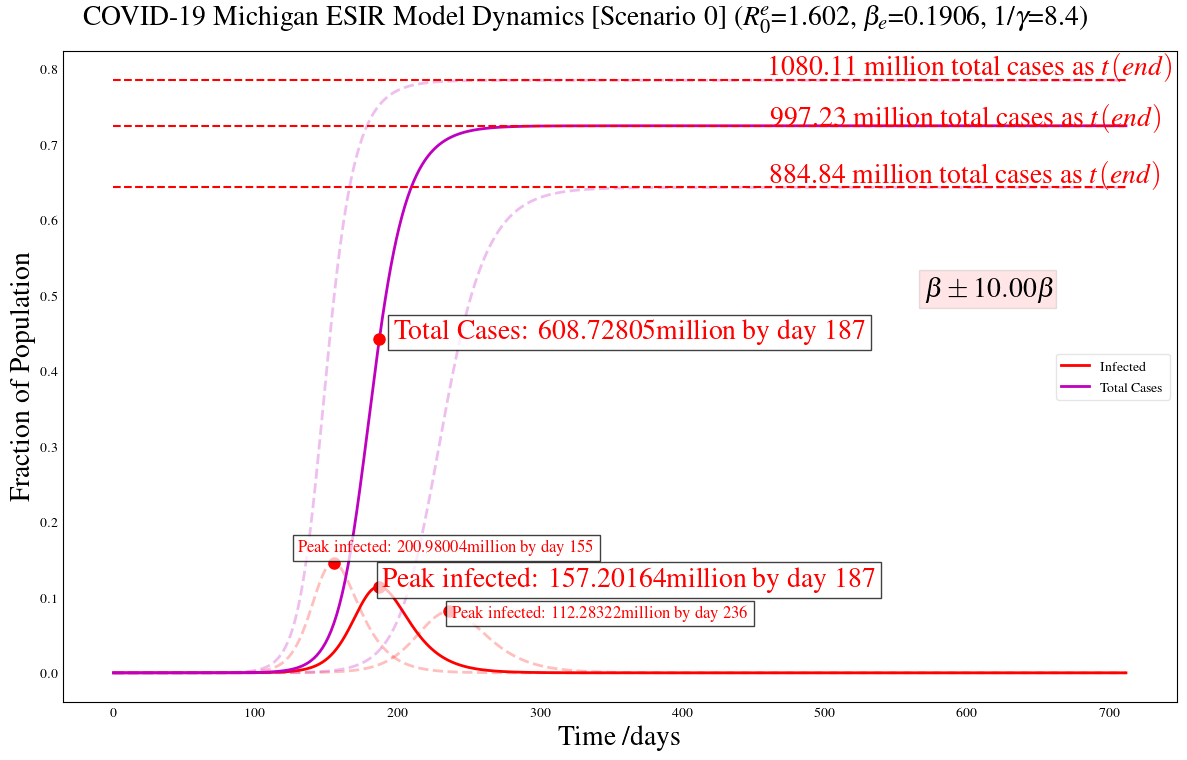 COVID-19 Michigan ESIR Model Dynamics [Scenario 0] ($R_0^e$=1.602, $\beta_e$=0.1906, 1/$\gamma$=8.4)
0.8
0.7
0.6
0.5
0.4
0.3
0.2
0.1
0.0
Fraction of Population
1080.11 million total cases as t(end)
997.23 million total cases as t(end)
884.84 million total cases as t(end)
β ± 10.00β
Total Cases: 608.72805million by day 187
Infected
Total Cases
Peak infected: 200.98004million by day 155
Peak infected: 157.20164million by day 187
Peak infected: 112.28322million by day 236
0 100 200 300 400 500 600 700
Time /days